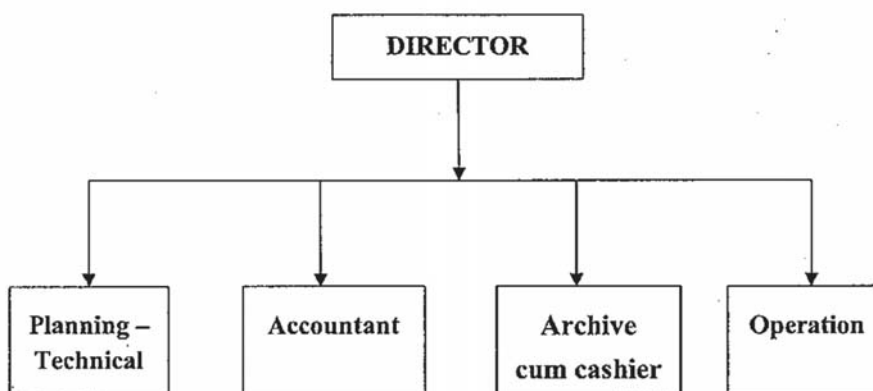 DIRECTOR
Planning –
Technical
Accountant
Archive
cum cashier
Operation